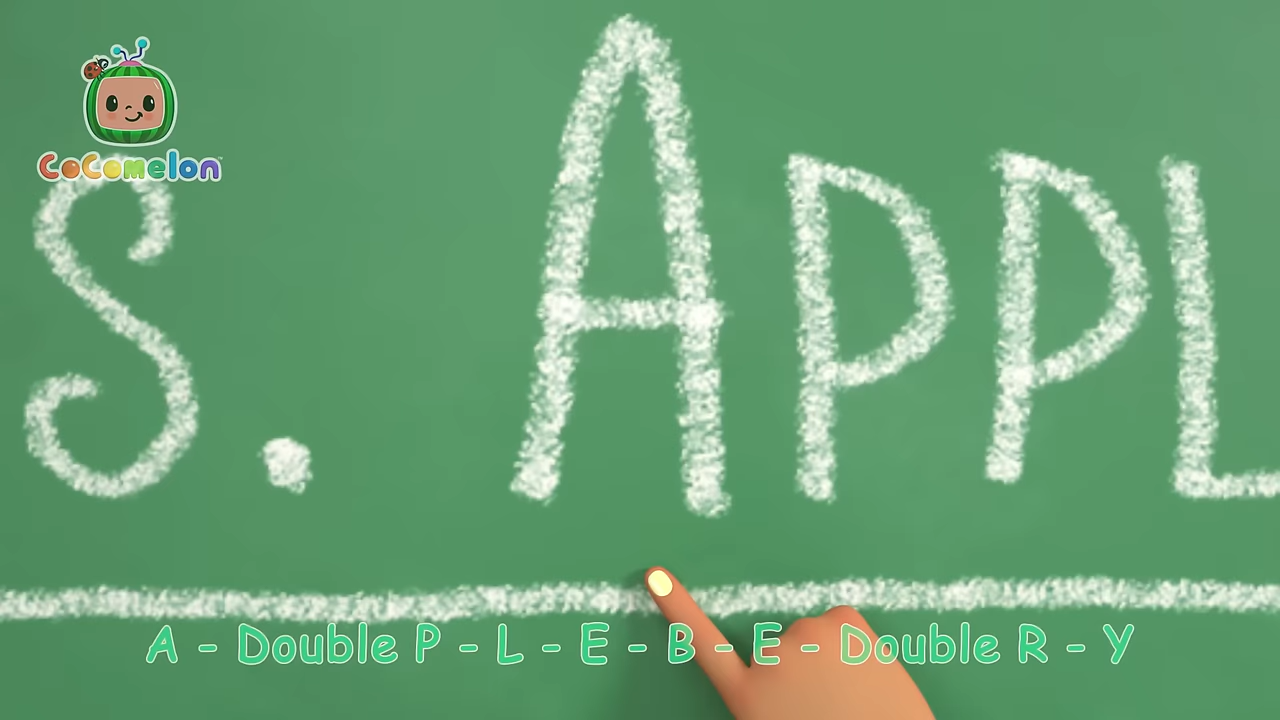 CoComelon
S. APPL
A - Double P - L - E - B - E - Double R - Y